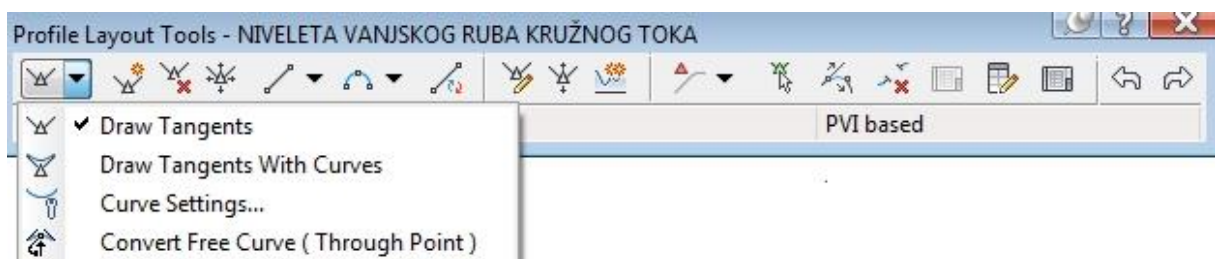 Profile Layout Tools - NIVELETA VANJSKOG RUBA KRUŽNOG TOKA
PVI based
Draw Tangents
Draw Tangents With Curves
Curve Settings...
Convert Free Curve ( Through Point )